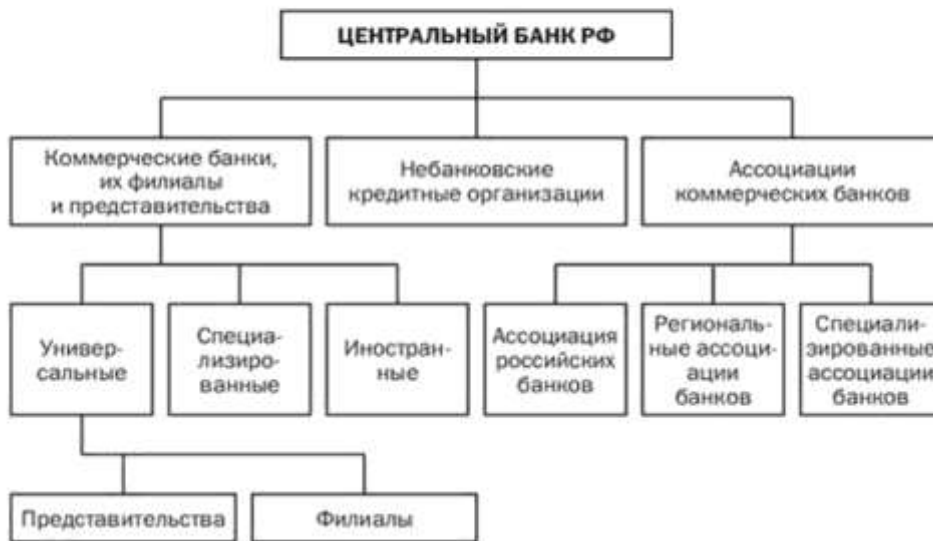 ЦЕНТРАЛЬНЫЙ БАНК РФ
Коммерческие банки,
их филиалы
и представительства
Небанковские
кредитные организации
Ассоциации
коммерческих банков
Универ-
сальные
Специа-
лизиро-
ванные
Иностран-
ные
Ассоциация
российских
банков
Региональ-
ные ассоци-
ации
банков
Специали-
зированные
ассоциации
банков
Представительства
Филиалы